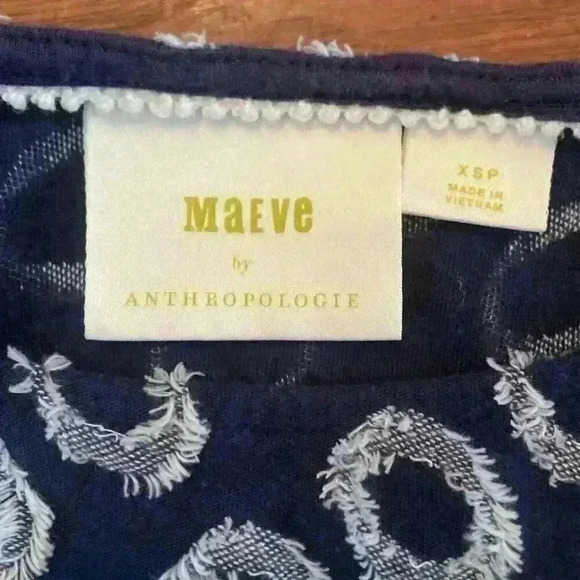 MaEVe
by
ANTHROPOLOGIE
XSP
MADE IN
VIETNAM